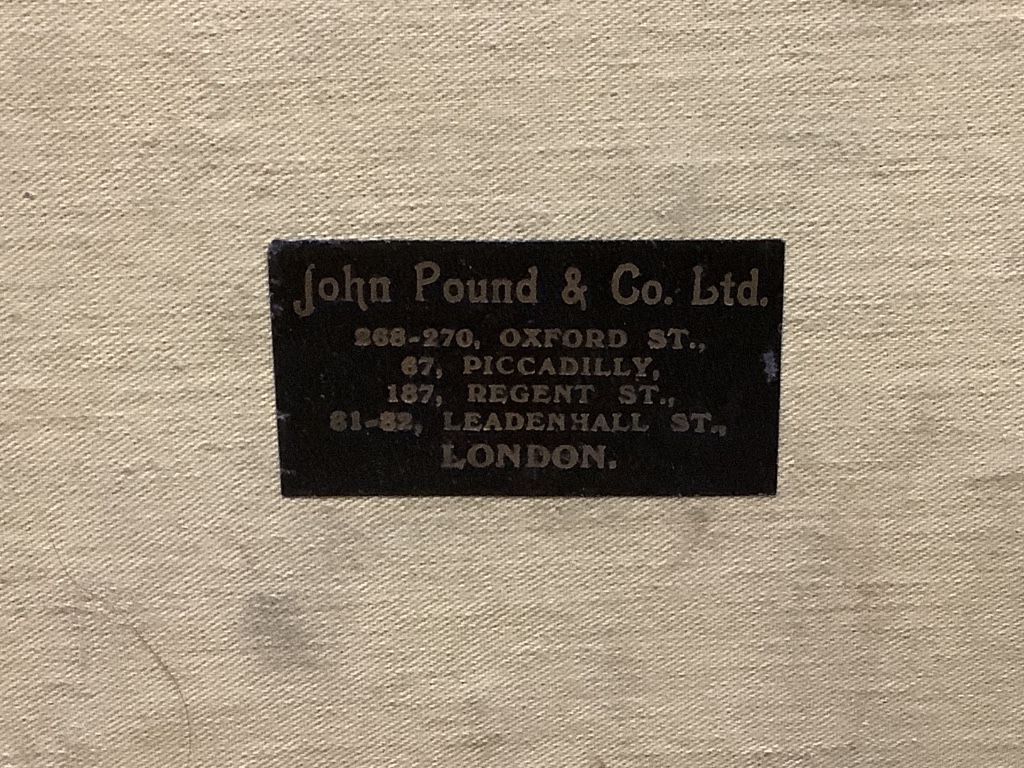 John Pound & Co. Ltd.
268-270, OXFORD ST.,
67, PICCADILLY,
187, REGENT ST.,
81-82, LEADENHALL ST.,
LONDON.